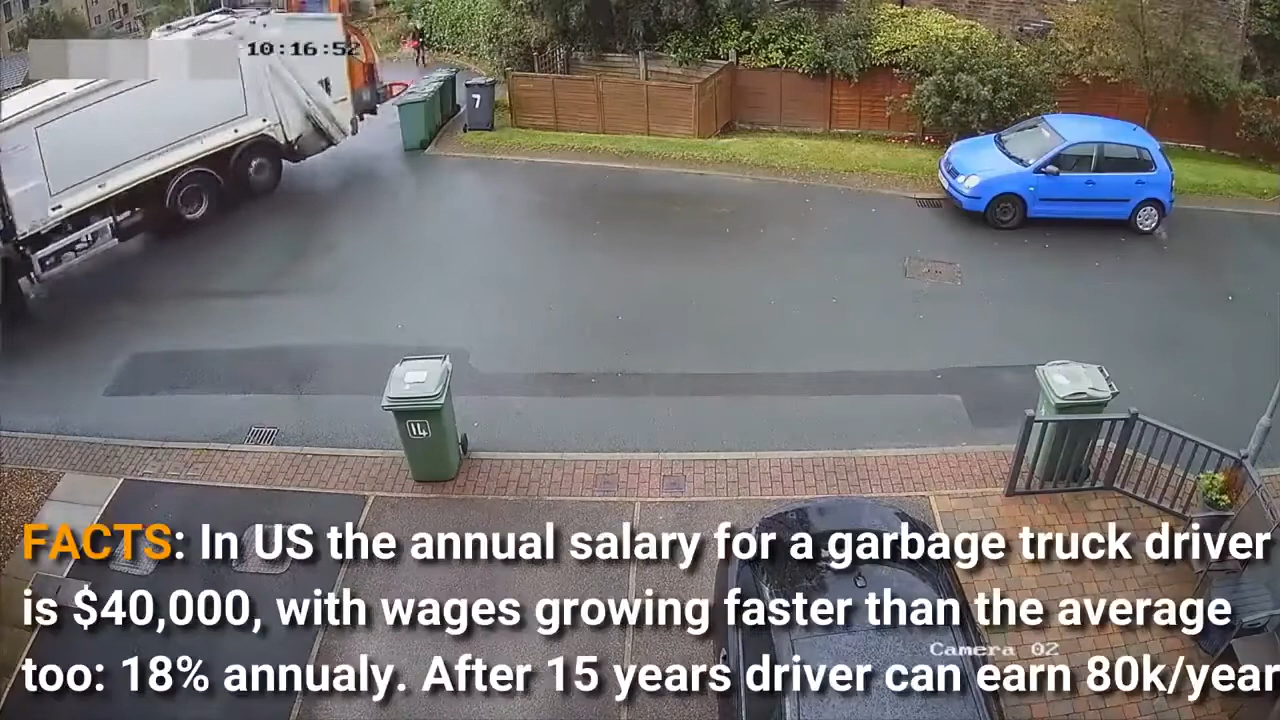 10:16:52
7
14
FACTS: In US the annual salary for a garbage truck driver
is $40,000, with wages growing faster than the average
too: 18% annualy. After 15 years driver can earn 80k/year
Camera 02